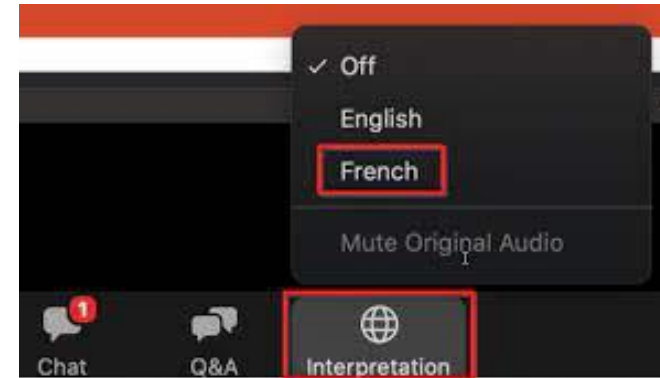 ✓ Off
English
French
Mute Original Audio
1
Chat
Q&A
Interpretation